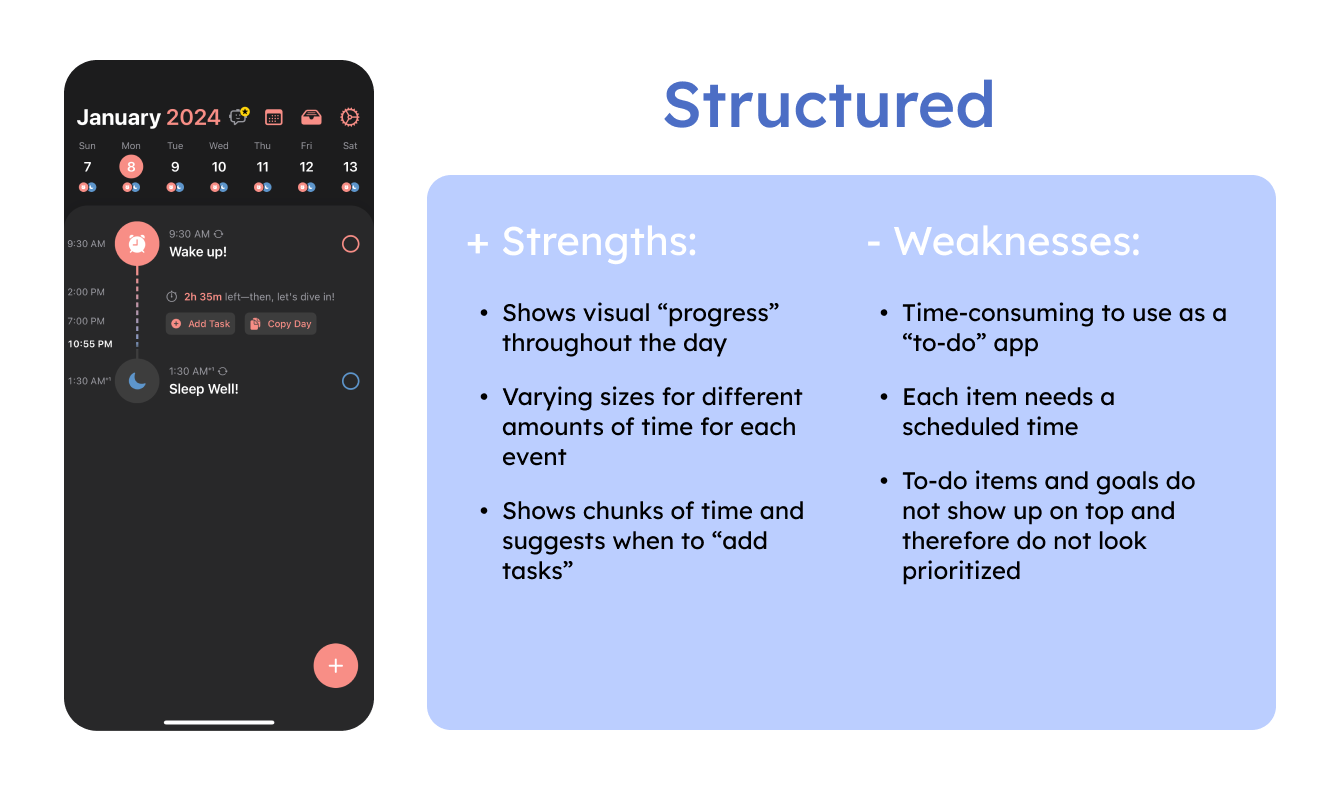 January 2024
Sun Mon Tue Wed Thu Fri Sat
7 8 9 10 11 12 13
9:30 AM
9:30 AM
Wake up!
2:00 PM
2h 35m left—then, let's dive in!
7:00 PM
Add Task Copy Day
10:55 PM
1:30 AM+1
1:30 AM+1
Sleep Well!
+
Structured
+ Strengths:
• Shows visual “progress”
throughout the day
• Varying sizes for different
amounts of time for each
event
• Shows chunks of time and
suggests when to “add
tasks”
- Weaknesses:
• Time-consuming to use as a
“to-do” app
• Each item needs a
scheduled time
• To-do items and goals do
not show up on top and
therefore do not look
prioritized